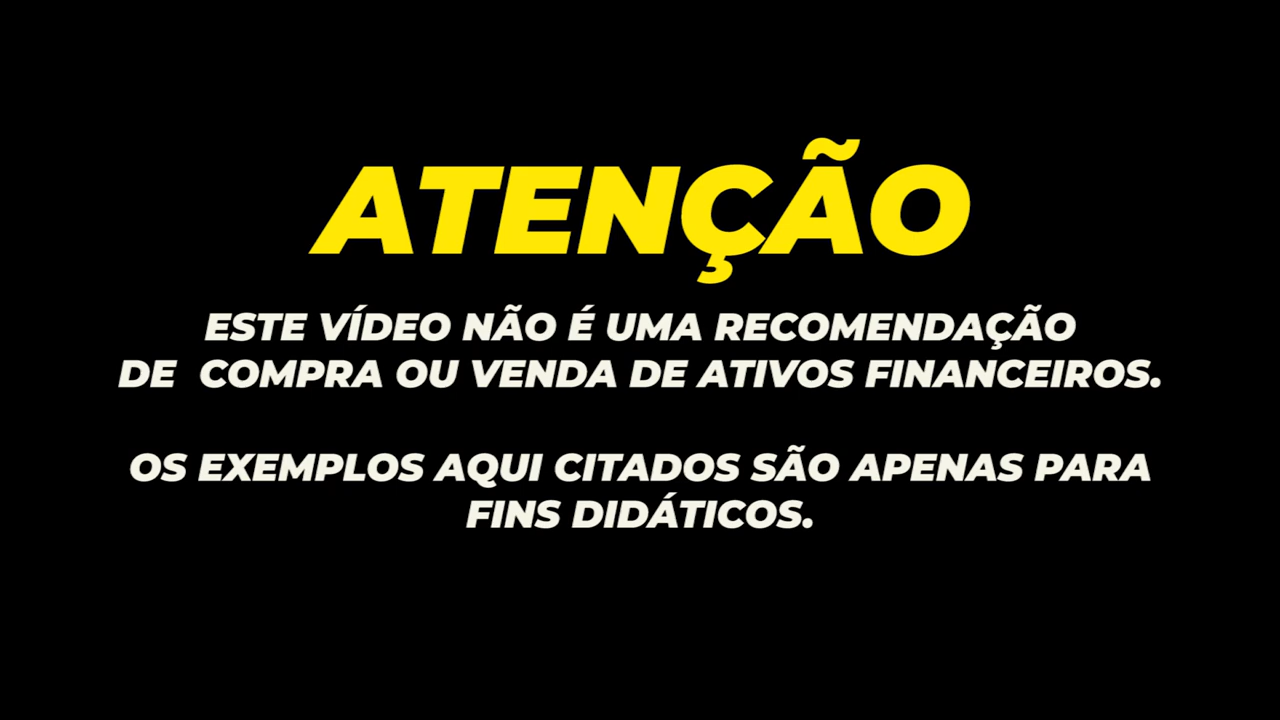 ATENÇÃO
ESTE VÍDEO NÃO É UMA RECOMENDAÇÃO
DE COMPRA OU VENDA DE ATIVOS FINANCEIROS.
OS EXEMPLOS AQUI CITADOS SÃO APENAS PARA
FINS DIDÁTICOS.